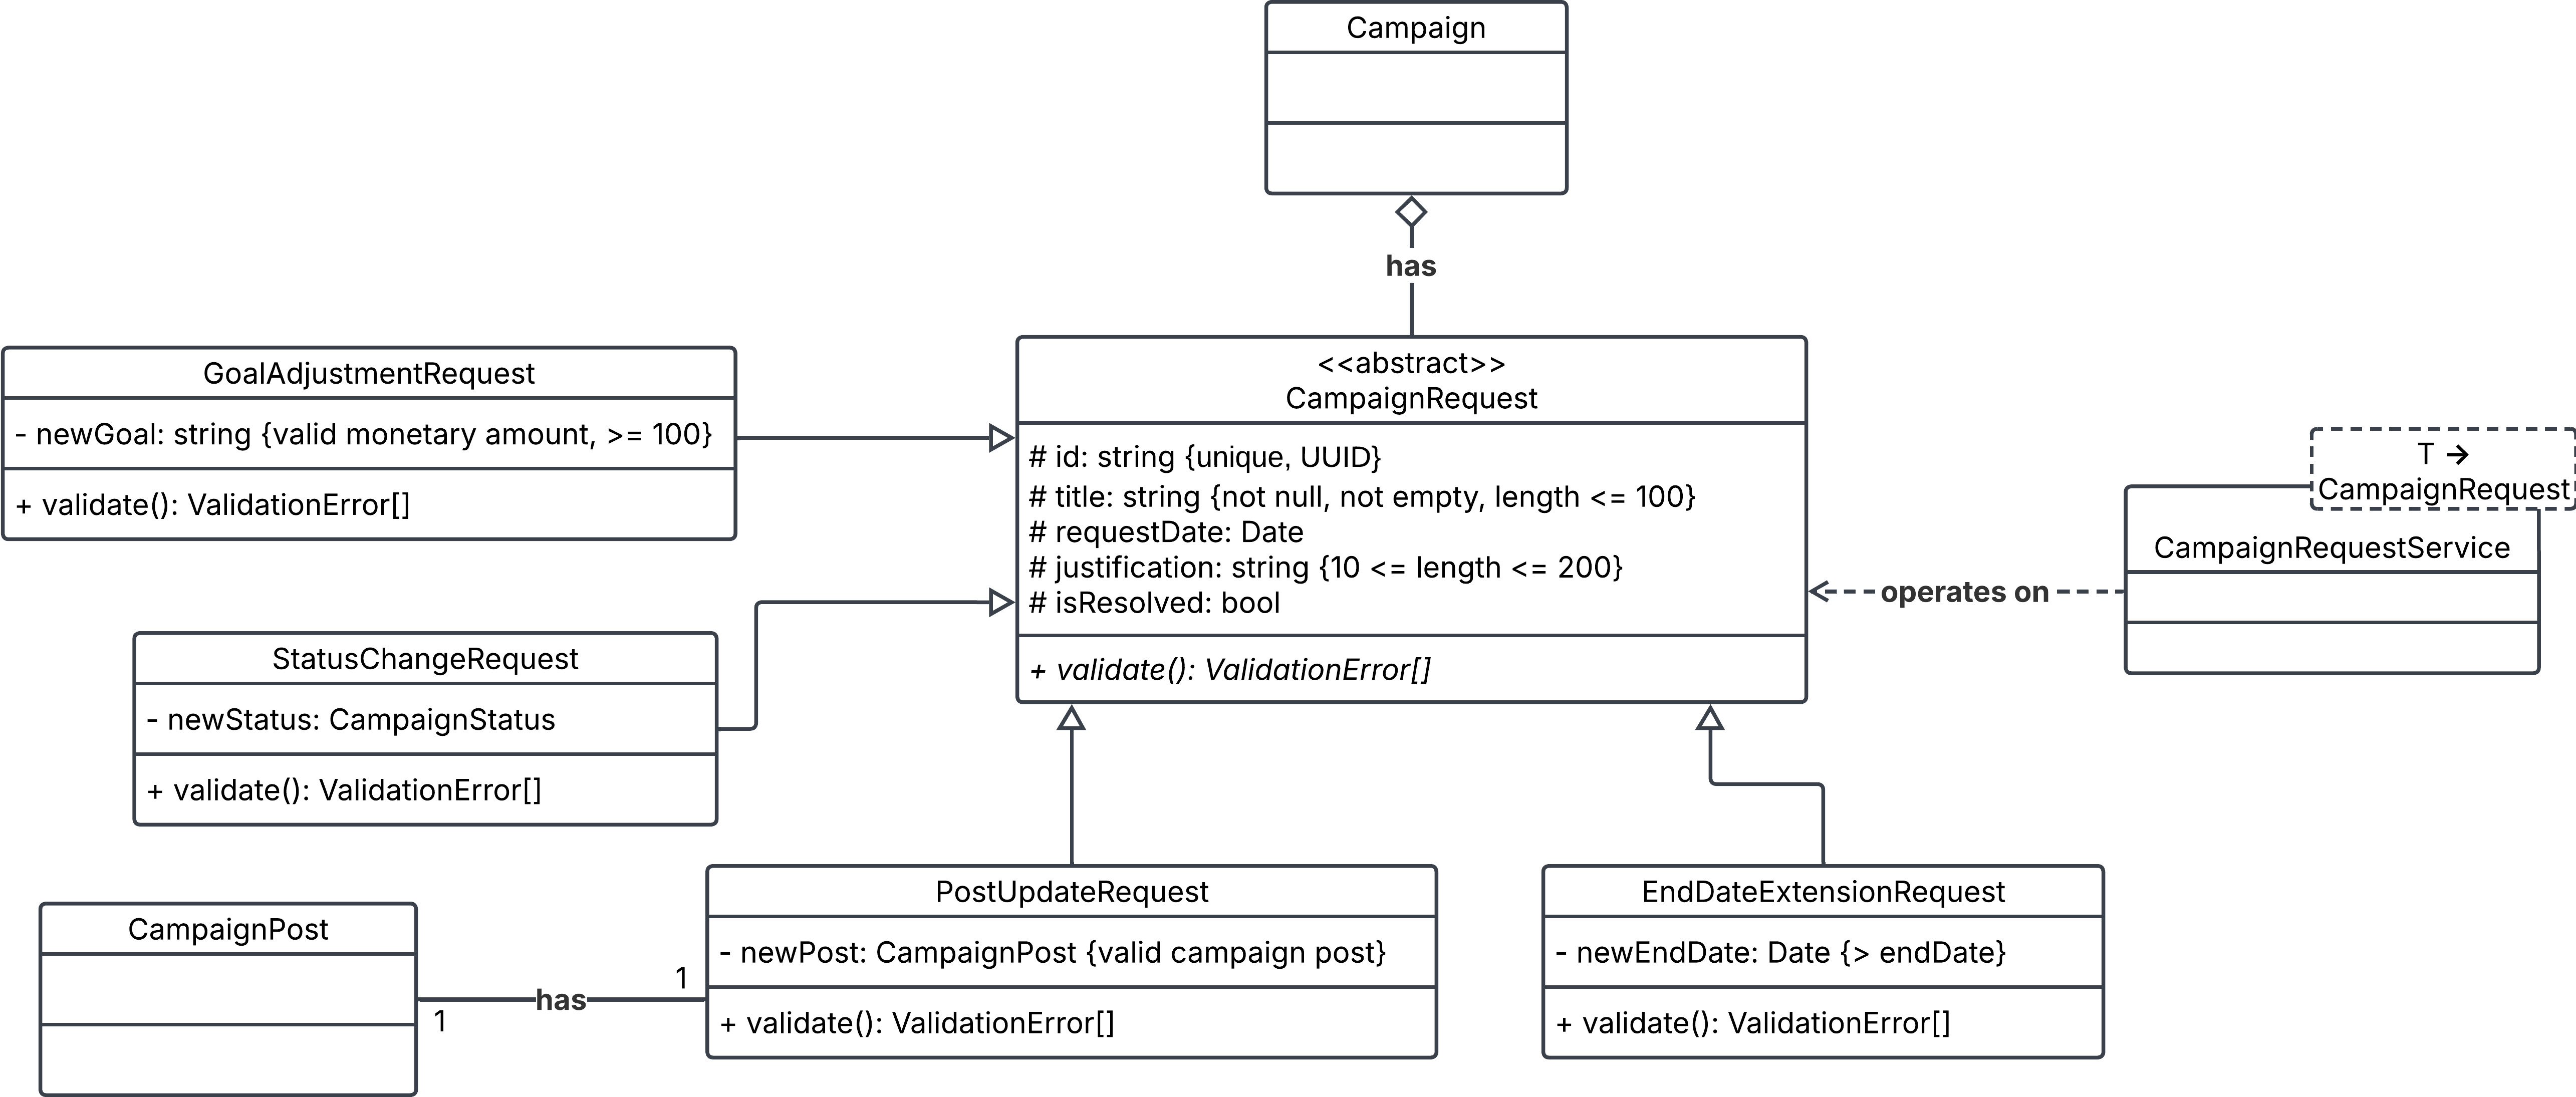 Campaign
has
GoalAdjustmentRequest
- newGoal: string {valid monetary amount, >= 100}
+ validate(): ValidationError[]
<<abstract>>
CampaignRequest
# id: string {unique, UUID}
# title: string {not null, not empty, length <= 100}
# requestDate: Date
# justification: string {10 <= length <= 200}
# isResolved: bool
+ validate(): ValidationError[]
T →
CampaignRequest
CampaignRequestService
operates on
StatusChangeRequest
- newStatus: CampaignStatus
+ validate(): ValidationError[]
CampaignPost
1
has
1
PostUpdateRequest
- newPost: CampaignPost {valid campaign post}
+ validate(): ValidationError[]
EndDateExtensionRequest
- newEndDate: Date {> endDate}
+ validate(): ValidationError[]